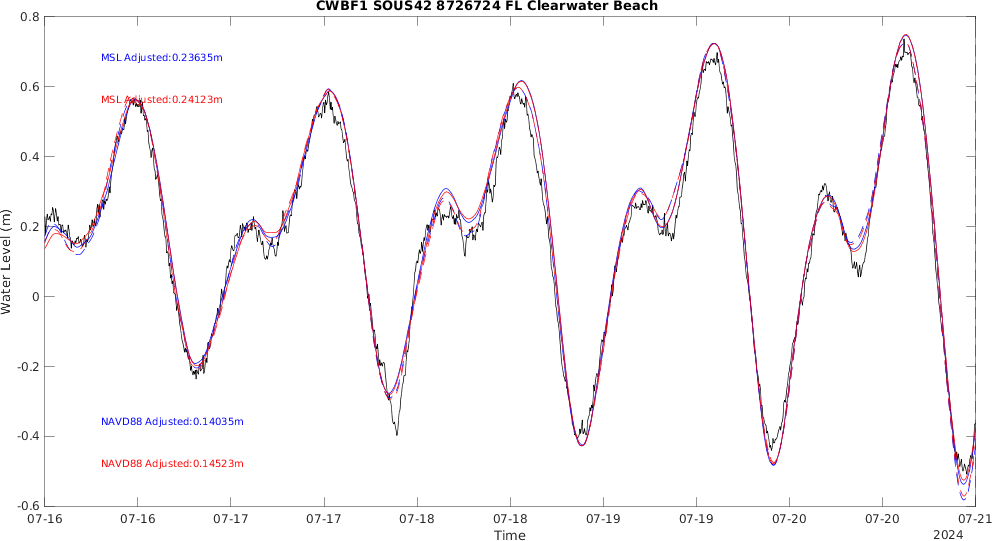 CWBF1 SOUS42 8726724 FL Clearwater Beach
0.8
MSL Adjusted:0.23635m
0.6
MSL Adjusted:0.24123m
0.4
0.2
Water Level (m)
0
-0.2
NAVD88 Adjusted:0.14035m
-0.4
NAVD88 Adjusted:0.14523m
-0.6
07-16 07-16 07-17 07-17 07-18 07-18 07-19 07-19 07-20 07-20 07-21
Time
2024